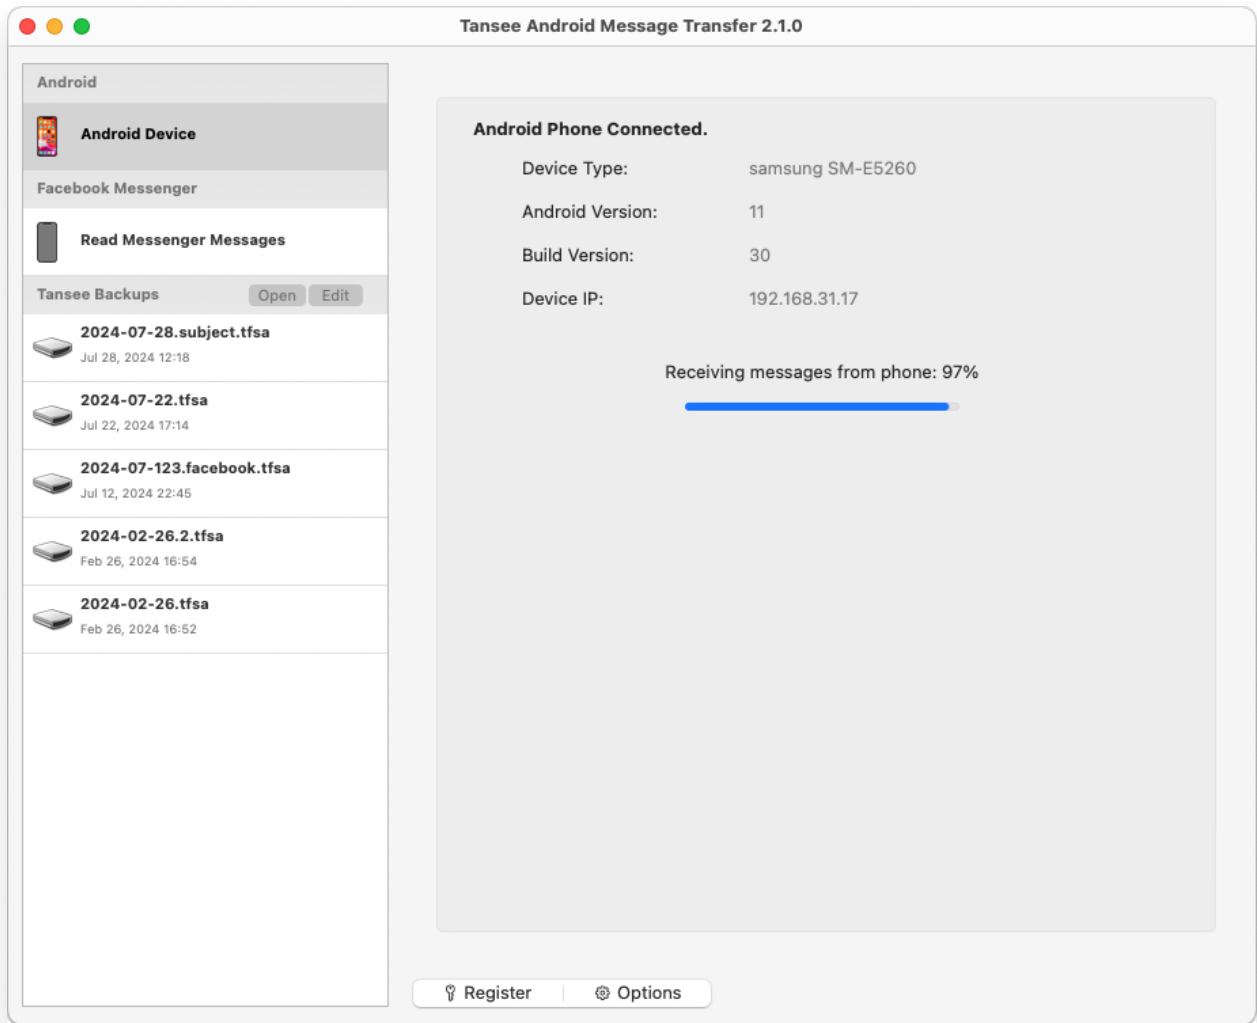 Tansee Android Message Transfer 2.1.0
Android
Android Device
Facebook Messenger
Read Messenger Messages
Tansee Backups Open Edit
2024-07-28.subject.tfsa
Jul 28, 2024 12:18
2024-07-22.tfsa
Jul 22, 2024 17:14
2024-07-123.facebook.tfsa
Jul 12, 2024 22:45
2024-02-26.2.tfsa
Feb 26, 2024 16:54
2024-02-26.tfsa
Feb 26, 2024 16:52
Android Phone Connected.
Device Type: samsung SM-E5260
Android Version: 11
Build Version: 30
Device IP: 192.168.31.17
Receiving messages from phone: 97%
Register Options